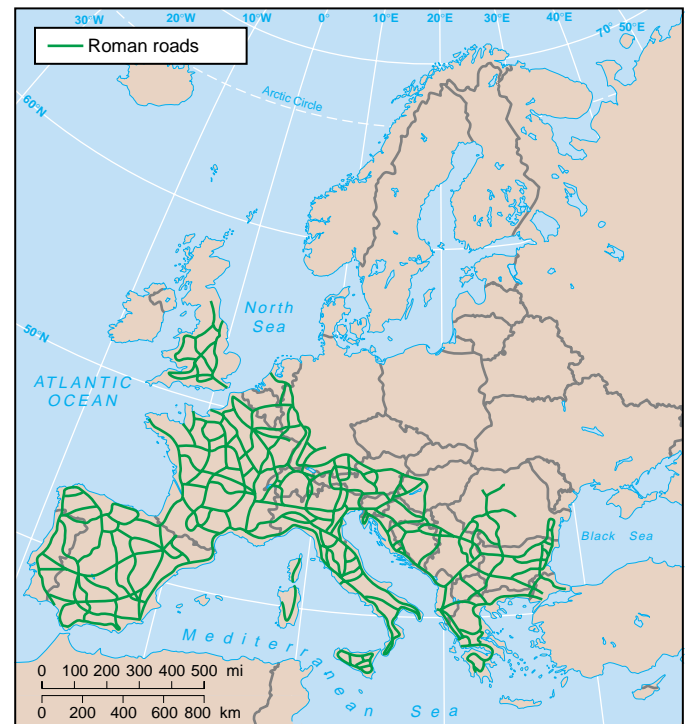 30°W
20°W
10°W
0°
10°E
20°E
30°E
40°E
70°
50°E
Roman roads
Arctic Circle
60°N
North
Sea
50°N
ATLANTIC
OCEAN
Black Sea
Mediterranean Sea
0 100 200 300 400 500 mi
0 200 400 600 800 km